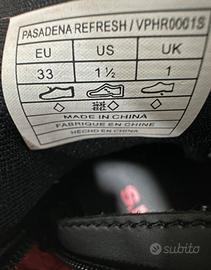 PASADENA REFRESH / VPHR0001S
EU US UK
33 1½ 1
MADE IN CHINA
FABRIQUE EN CHINE
HECHO EN CHINA
subito